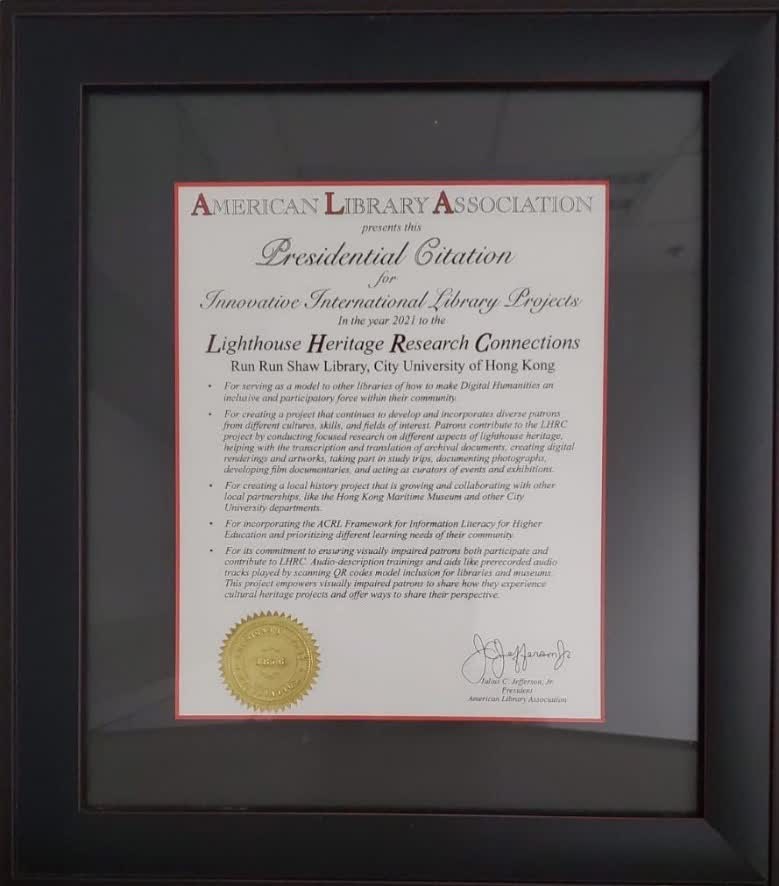 AMERICAN LIBRARY ASSOCIATION
presents this
Presidential Citation
for
Innovative International Library Projects
In the year 2021 to the
Lighthouse Heritage Research Connections
Run Run Shaw Library, City University of Hong Kong
• For serving as a model to other libraries of how to make Digital Humanities an
inclusive and participatory force within their community.
• For creating a project that continues to develop and incorporates diverse patrons
from different cultures, skills, and fields of interest. Patrons contribute to the LHRC
project by conducting focused research on different aspects of lighthouse heritage,
helping with the transcription and translation of archival documents, creating digital
renderings and artworks, taking part in study trips, documenting photographs,
developing film documentaries, and acting as curators of events and exhibitions.
• For creating a local history project that is growing and collaborating with other
local partnerships, like the Hong Kong Maritime Museum and other City
University departments.
• For incorporating the ACRL Framework for Information Literacy for Higher
Education and prioritizing different learning needs of their community.
• For its commitment to ensuring visually impaired patrons both participate and
contribute to LHRC. Audio-description trainings and aids like prerecorded audio
tracks played by scanning QR codes model inclusion for libraries and museums.
This project empowers visually impaired patrons to share how they experience
cultural heritage projects and offer ways to share their perspective.
1876
JCJeffersonJr
Julius C. Jefferson, Jr.
President
American Library Association